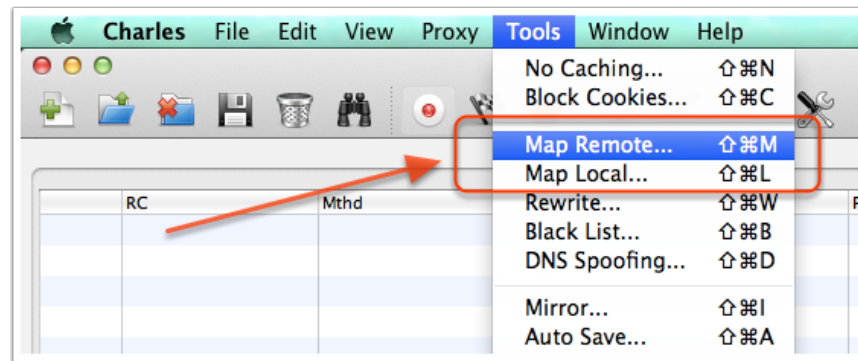 Charles File Edit View Proxy Tools Window Help
No Caching... ⇧⌘N
Block Cookies... ⇧⌘C
Map Remote... ⇧⌘M
Map Local... ⇧⌘L
RC Mthd Rewrite... ⇧⌘W
Black List... ⇧⌘B
DNS Spoofing... ⇧⌘D
Mirror... ⇧⌘I
Auto Save... ⇧⌘A